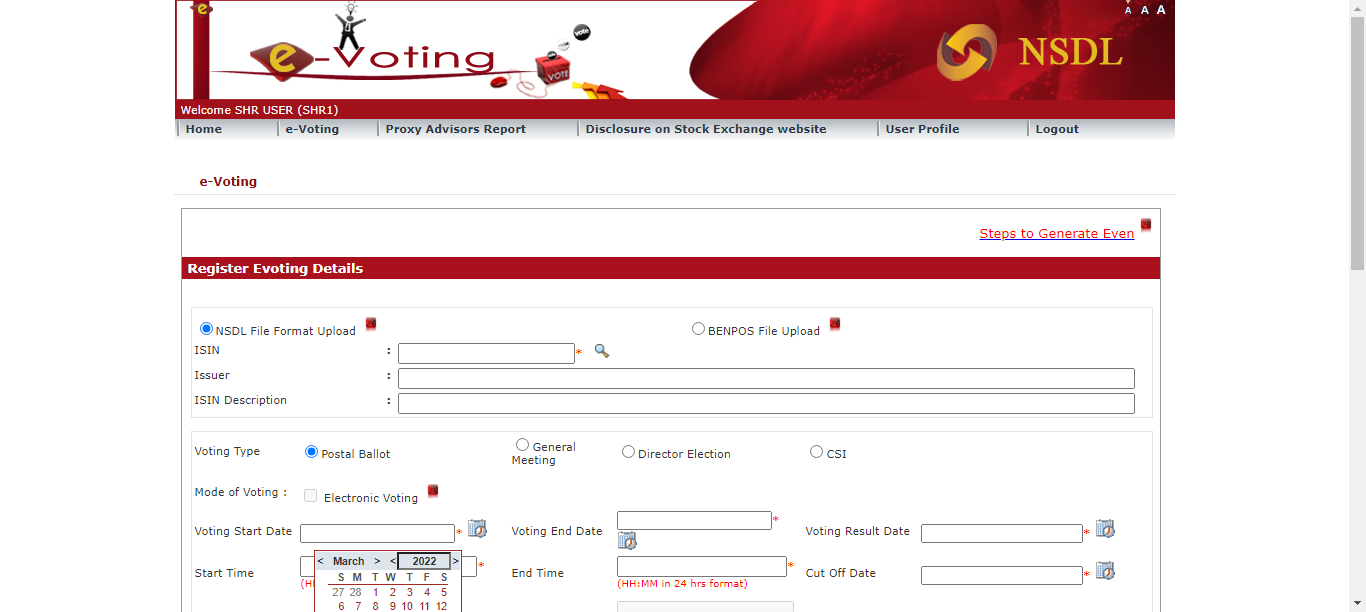 e
A A A
e-Voting
vote
VOTE
NSDL
Welcome SHR USER (SHR1)
Home e-Voting Proxy Advisors Report Disclosure on Stock Exchange website User Profile Logout
e-Voting
Steps to Generate Even
Register Evoting Details
NSDL File Format Upload BENPOS File Upload
ISIN : *
Issuer :
ISIN Description :
Voting Type Postal Ballot General Meeting Director Election CSI
Mode of Voting : Electronic Voting
Voting Start Date * Voting End Date * Voting Result Date *
< March > < 2022 >
Start Time * End Time * Cut Off Date *
(HH:MM in 24 hrs format)
S M T W T F S
27 28 1 2 3 4 5
6 7 8 9 10 11 12